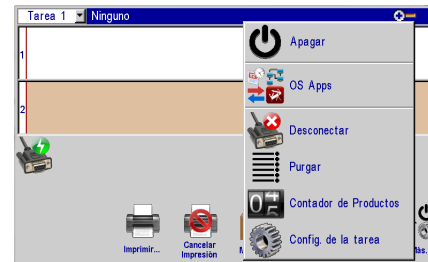 Tarea 1 Ninguno
1
2
Apagar
OS Apps
Desconectar
Purgar
Contador de Productos
Config. de la tarea
Imprimir...
Cancelar
Impresión